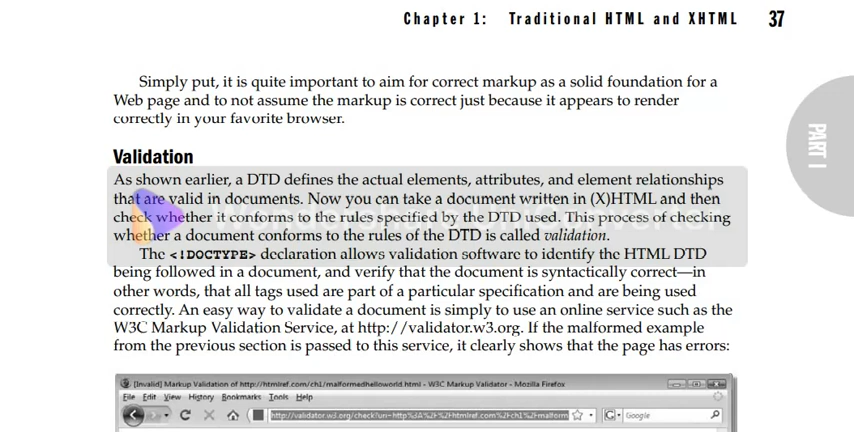 Chapter 1: Traditional HTML and XHTML 37
Simply put, it is quite important to aim for correct markup as a solid foundation for a
Web page and to not assume the markup is correct just because it appears to render
correctly in your favorite browser.
PART I
Validation
As shown earlier, a DTD defines the actual elements, attributes, and element relationships
that are valid in documents. Now you can take a document written in (X)HTML and then
check whether it conforms to the rules specified by the DTD used. This process of checking
whether a document conforms to the rules of the DTD is called validation.
The <!DOCTYPE> declaration allows validation software to identify the HTML DTD
being followed in a document, and verify that the document is syntactically correct—in
other words, that all tags used are part of a particular specification and are being used
correctly. An easy way to validate a document is simply to use an online service such as the
W3C Markup Validation Service, at http://validator.w3.org. If the malformed example
from the previous section is passed to this service, it clearly shows that the page has errors:
[Invalid] Markup Validation of http://htmlref.com/ch1/malformedhelloworld.html - W3C Markup Validator - Mozilla Firefox
File Edit View History Bookmarks Tools Help
http://validator.w3.org/check?uri=http%3A%2F%2Fhtmlref.com%2Fch1%2Fmalform Google